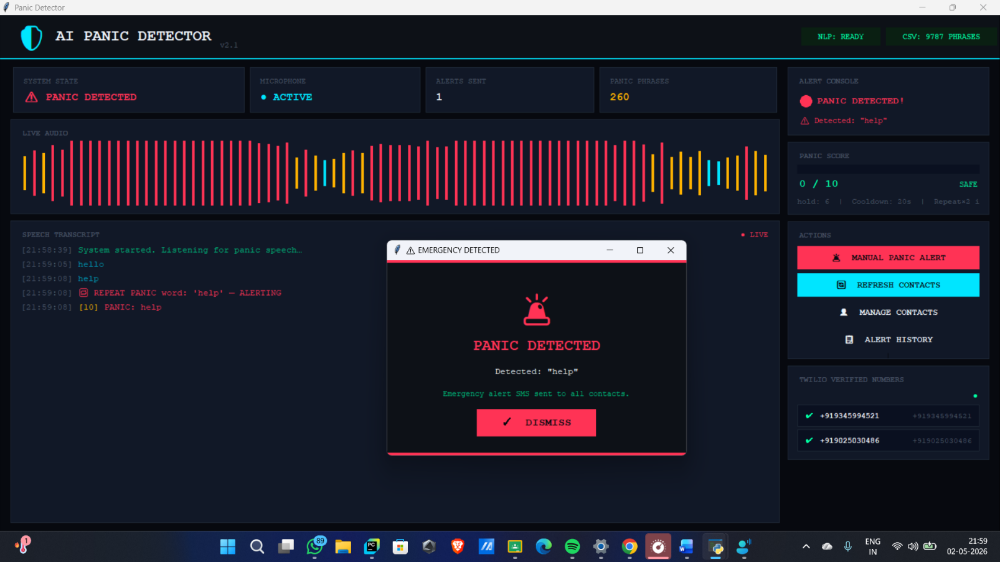 Panic Detector
AI PANIC DETECTOR v2.1
NLP: READY
CSV: 9787 PHRASES
SYSTEM STATE
PANIC DETECTED
MICROPHONE
● ACTIVE
ALERTS SENT
1
PANIC PHRASES
260
LIVE AUDIO
SPEECH TRANSCRIPT
● LIVE
[21:58:39] System started. Listening for panic speech…
[21:59:05] hello
[21:59:08] help
[21:59:08] REPEAT PANIC word: 'help' — ALERTING
[21:59:08] [10] PANIC: help
EMERGENCY DETECTED
PANIC DETECTED
Detected: "help"
Emergency alert SMS sent to all contacts.
✓ DISMISS
ALERT CONSOLE
PANIC DETECTED!
Detected: "help"
PANIC SCORE
0 / 10
SAFE
hold: 6 | Cooldown: 20s | Repeat×2 i
ACTIONS
MANUAL PANIC ALERT
REFRESH CONTACTS
MANAGE CONTACTS
ALERT HISTORY
TWILIO VERIFIED NUMBERS
✔ +919345994521 +919345994521
✔ +919025030486 +919025030486
1
89
PC
W
ENG
IN
21:59
02-05-2026